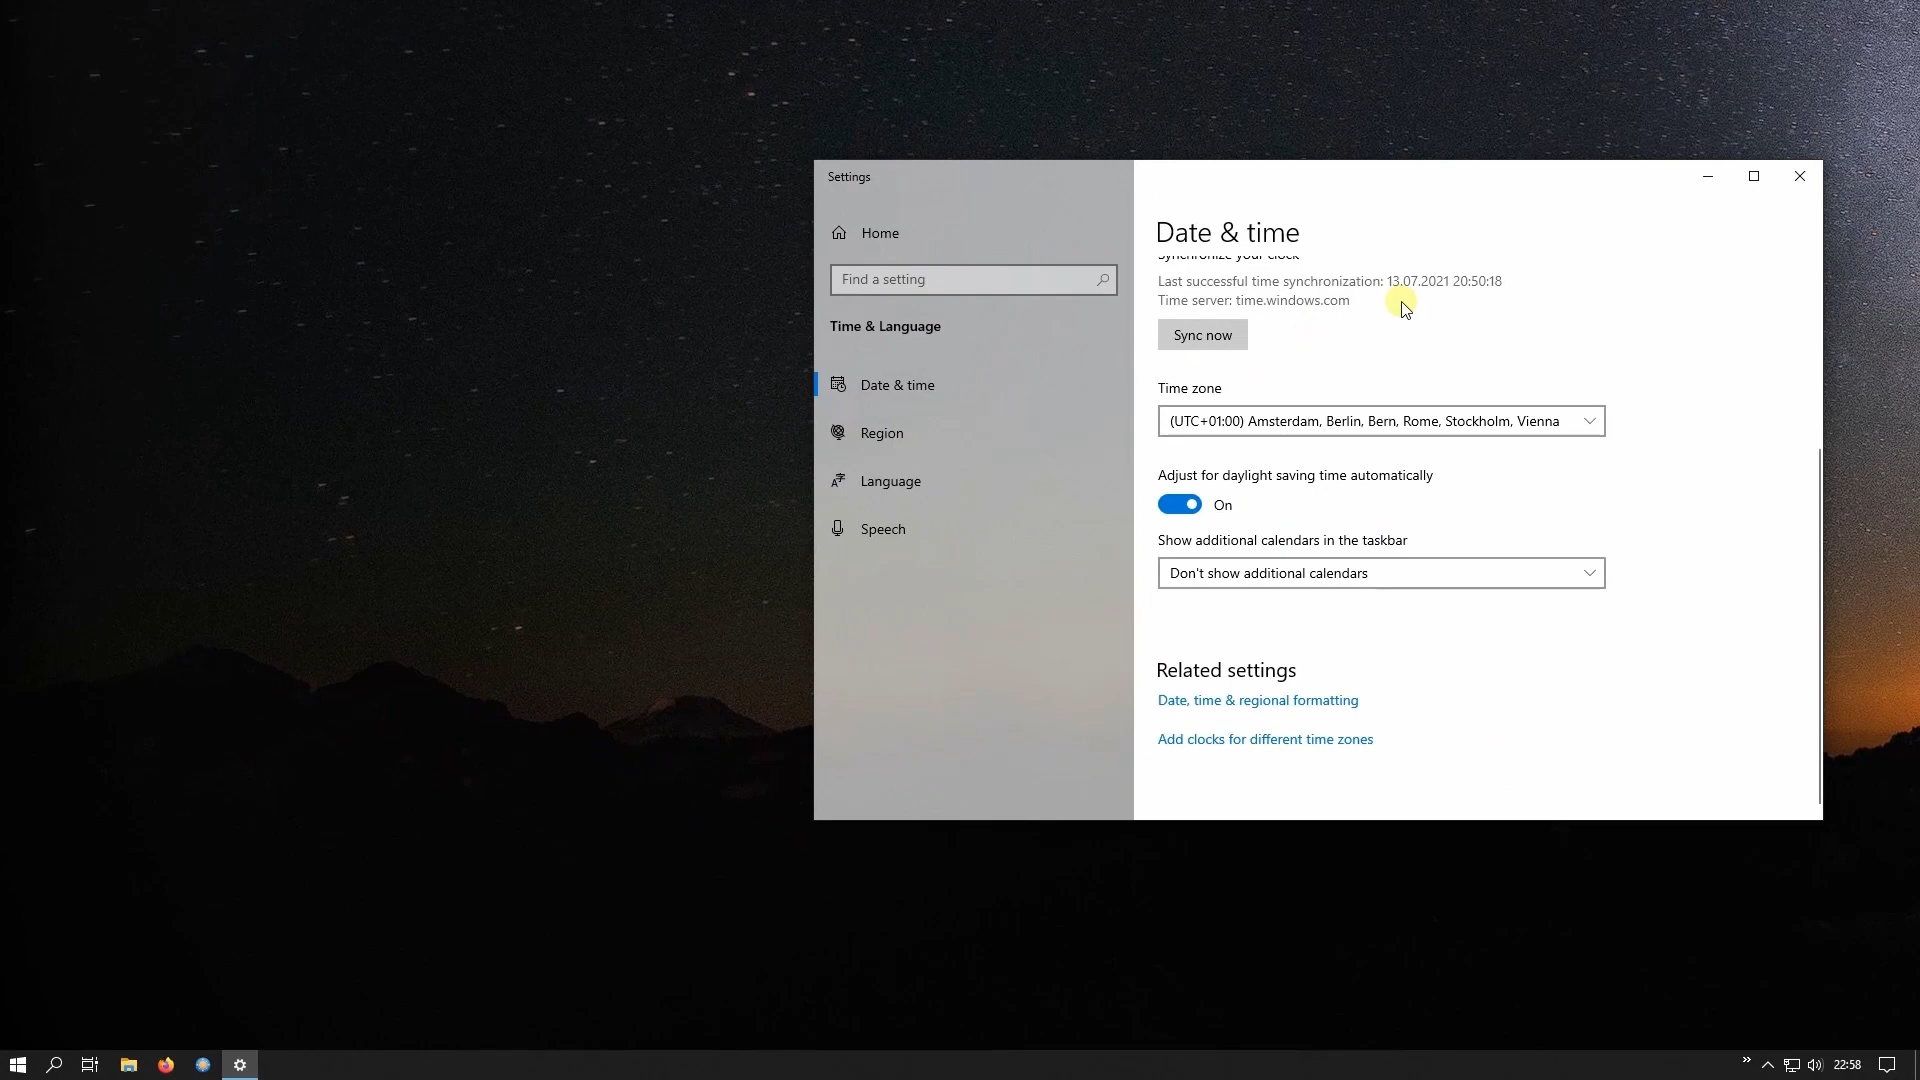 Settings
Home
Find a setting
Time & Language
Date & time
Region
Language
Speech
Date & time
Synchronize your clock
Last successful time synchronization: 13.07.2021 20:50:18
Time server: time.windows.com
Sync now
Time zone
(UTC+01:00) Amsterdam, Berlin, Bern, Rome, Stockholm, Vienna
Adjust for daylight saving time automatically
On
Show additional calendars in the taskbar
Don't show additional calendars
Related settings
Date, time & regional formatting
Add clocks for different time zones
22:58